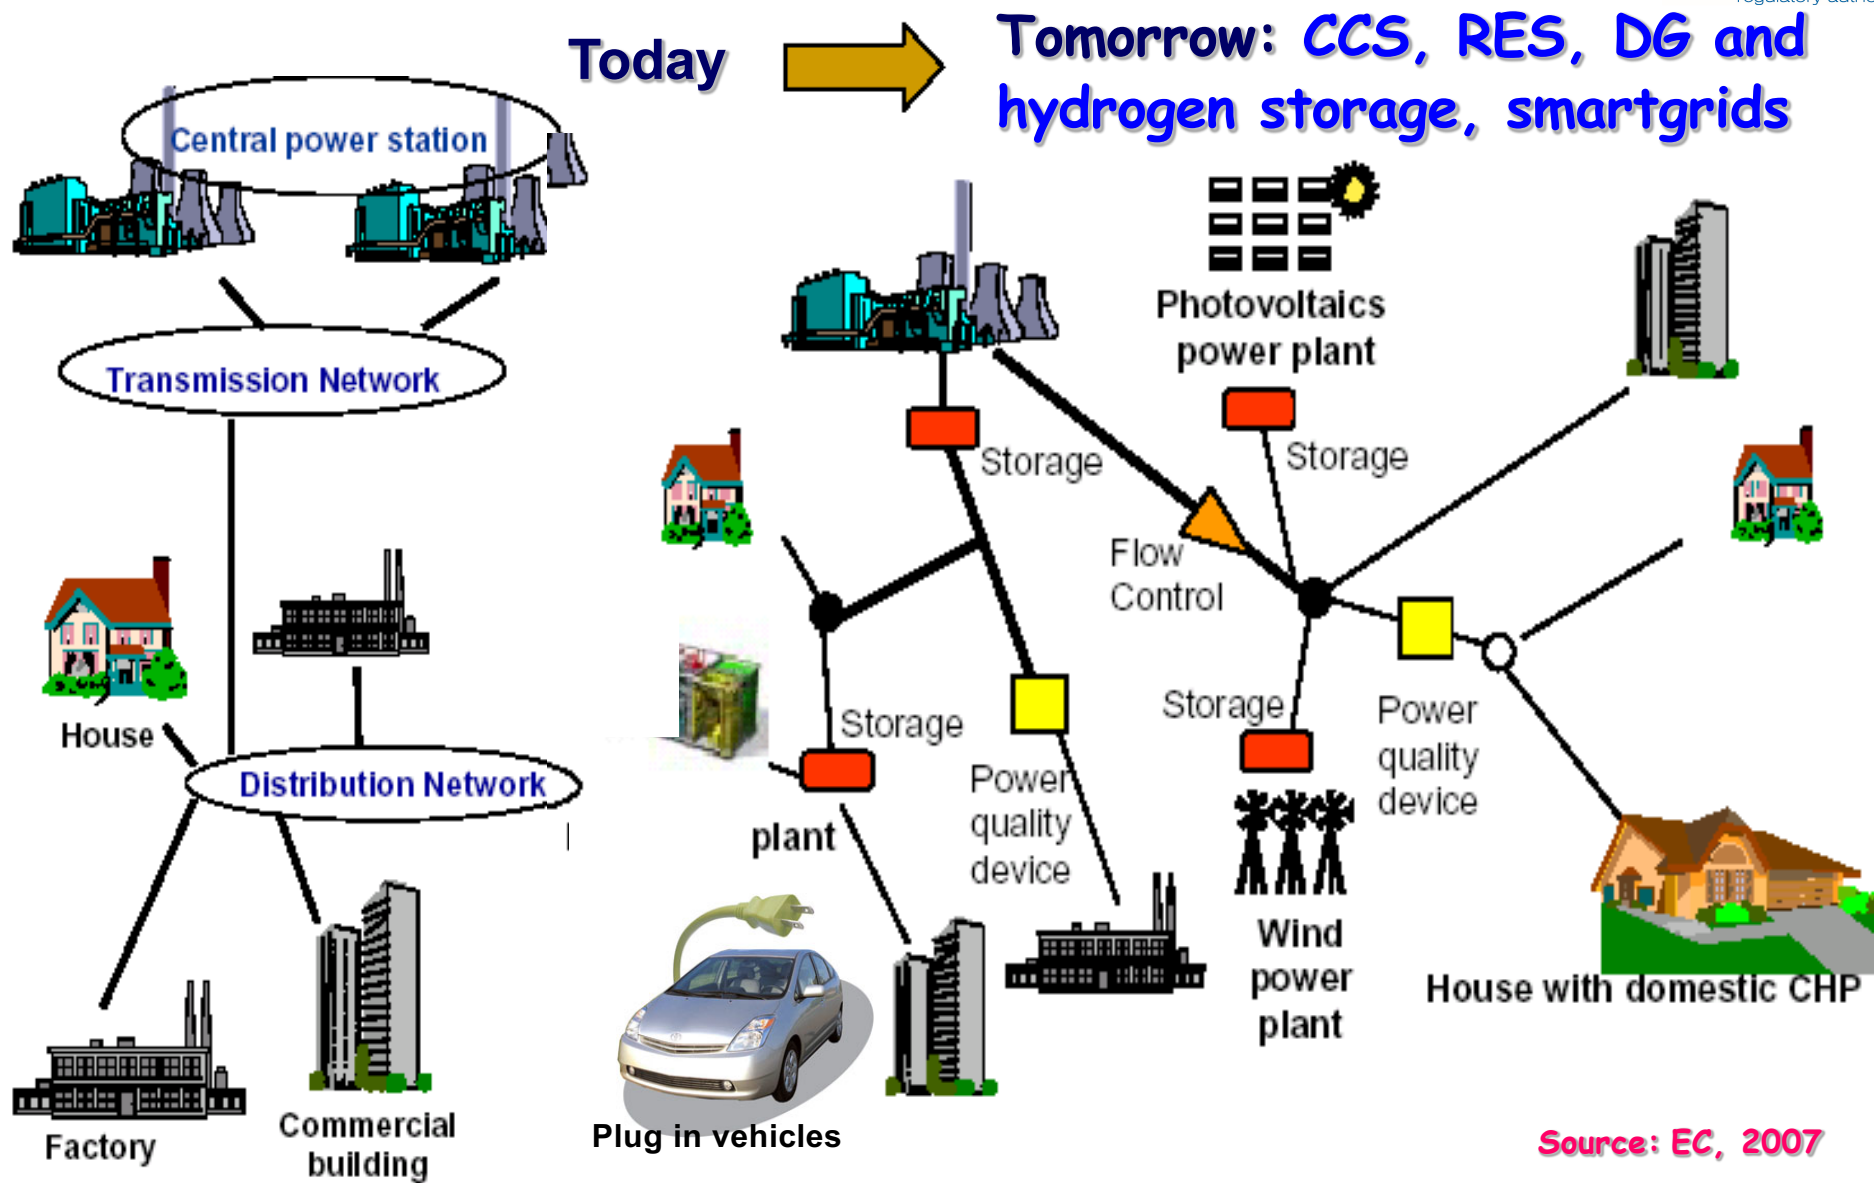 Today
Tomorrow: CCS, RES, DG and
hydrogen storage, smartgrids
Central power station
Transmission Network
House
Distribution Network
Factory
Commercial
building
Photovoltaics
power plant
Storage
Storage
Flow
Control
Storage
Storage
Power
quality
device
Power
quality
device
plant
Wind
power
plant
House with domestic CHP
Plug in vehicles
Source: EC, 2007